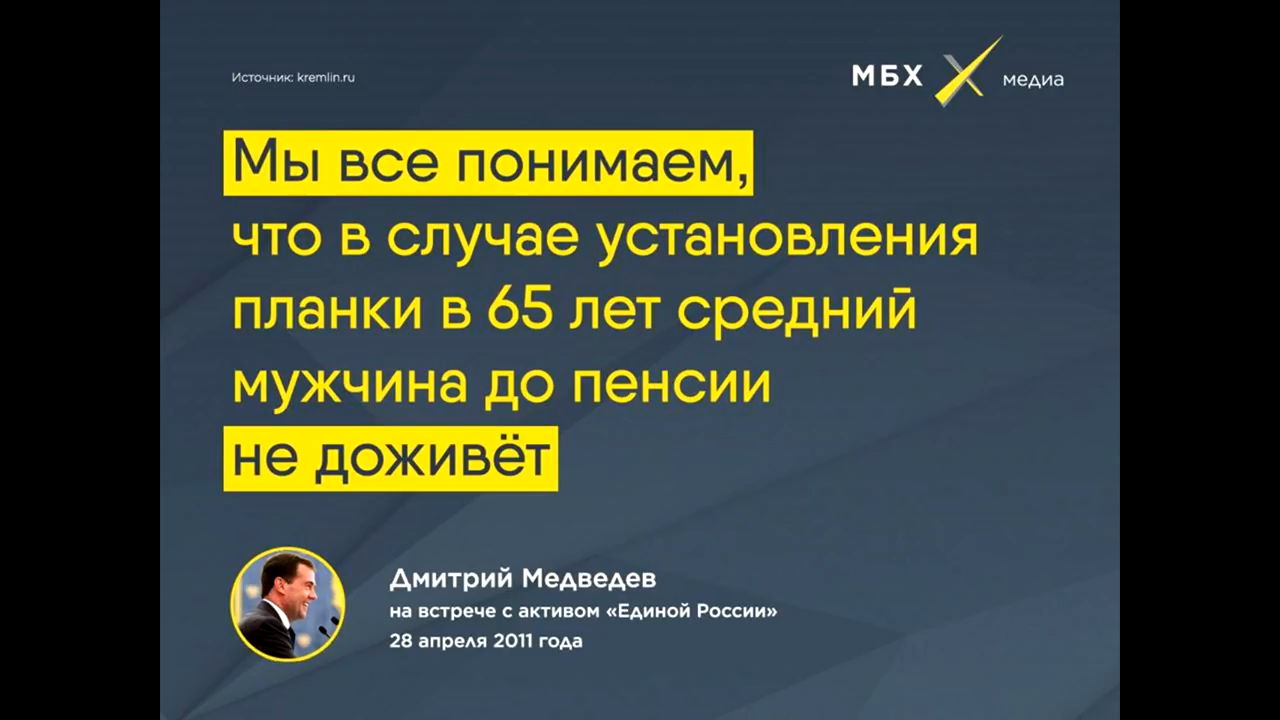 Источник: kremlin.ru
МБХ медиа
Мы все понимаем,
что в случае установления
планки в 65 лет средний
мужчина до пенсии
не доживёт
Дмитрий Медведев
на встрече с активом «Единой России»
28 апреля 2011 года